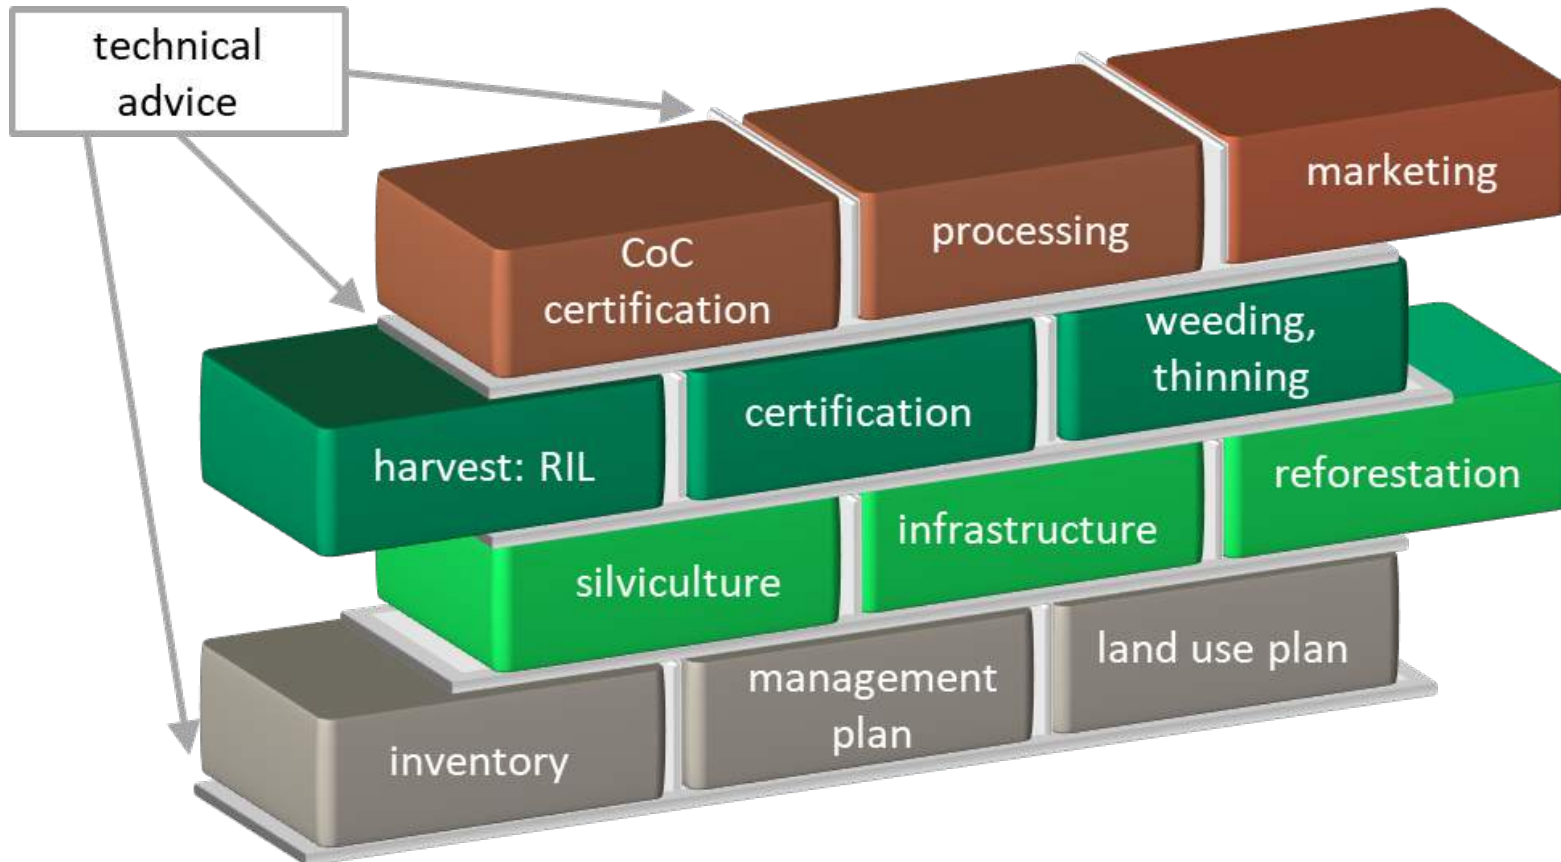 technical
advice
CoC
certification
processing
marketing
harvest: RIL
certification
weeding,
thinning
silviculture
infrastructure
reforestation
inventory
management
plan
land use plan